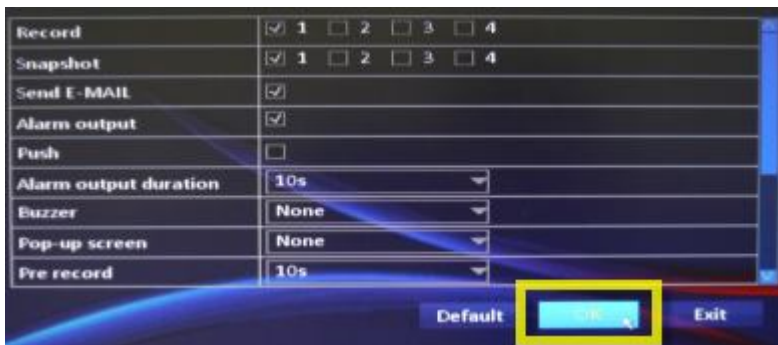 Record 1 2 3 4
Snapshot 1 2 3 4
Send E-MAIL
Alarm output
Push
Alarm output duration 10s
Buzzer None
Pop-up screen None
Pre record 10s
Default OK Exit